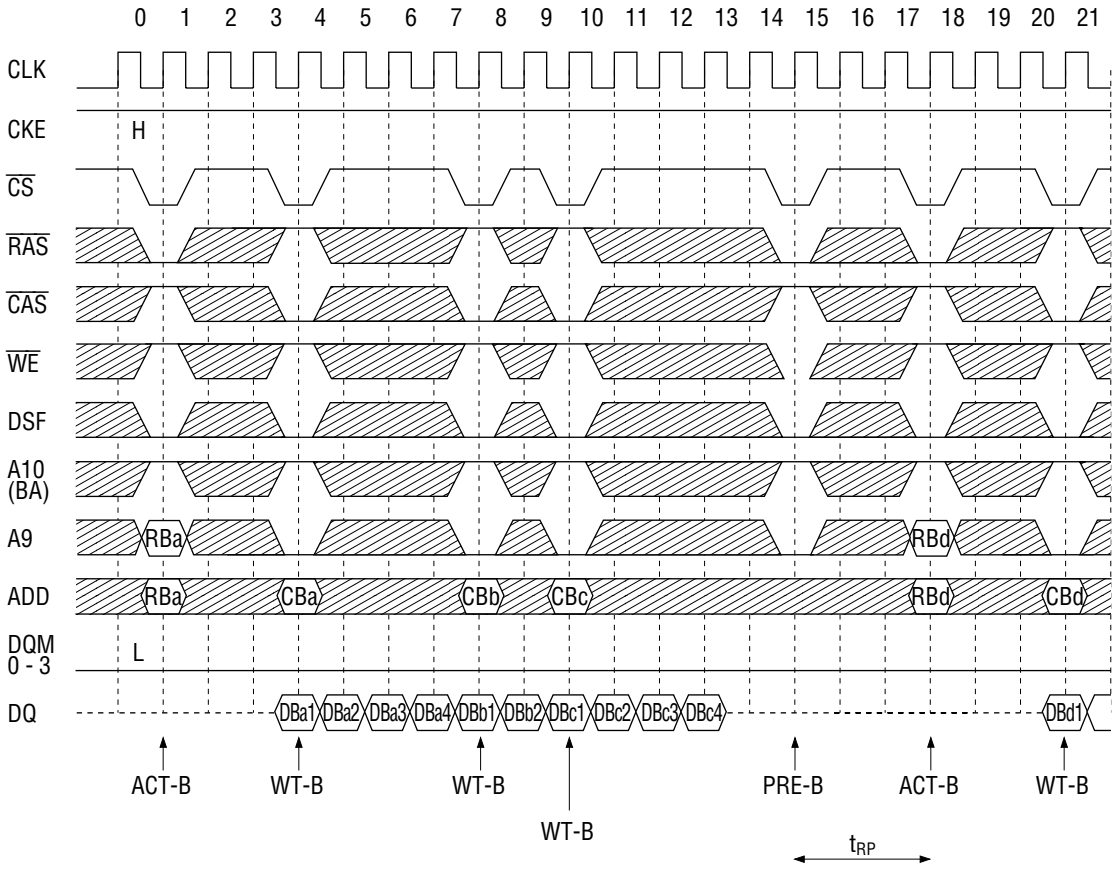 0 1 2 3 4 5 6 7 8 9 10 11 12 13 14 15 16 17 18 19 20 21
CLK
CKE H
CS
RAS
CAS
WE
DSF
A10
(BA)
A9 RBa RBd
ADD RBa CBa CBb CBc RBd CBd
DQM
0 - 3 L
DQ DBa1 DBa2 DBa3 DBa4 DBb1 DBb2 DBc1 DBc2 DBc3 DBc4 DBd1
ACT-B WT-B WT-B PRE-B ACT-B WT-B
WT-B
tRP